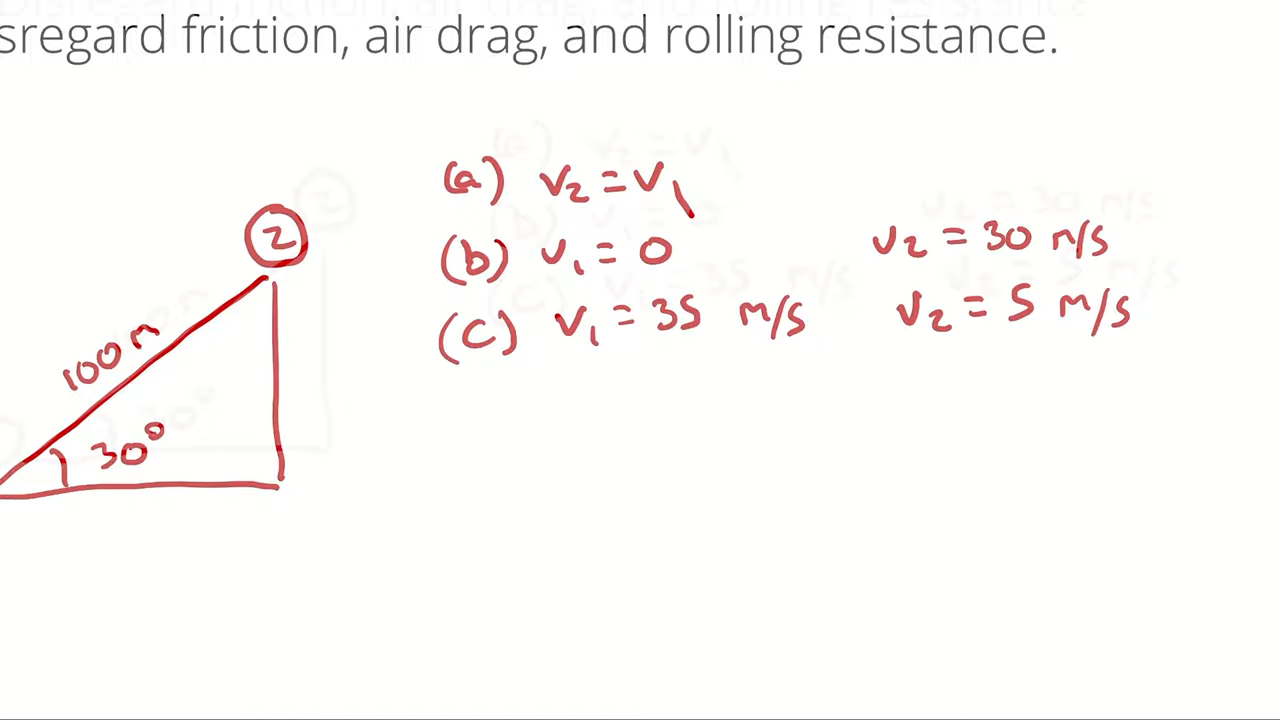 sregard friction, air drag, and rolling resistance.
(a) v₂ = v₁
(b) v₁ = 0 v₂ = 30 m/s
(c) v₁ = 35 m/s v₂ = 5 m/s
2
100 m
30°